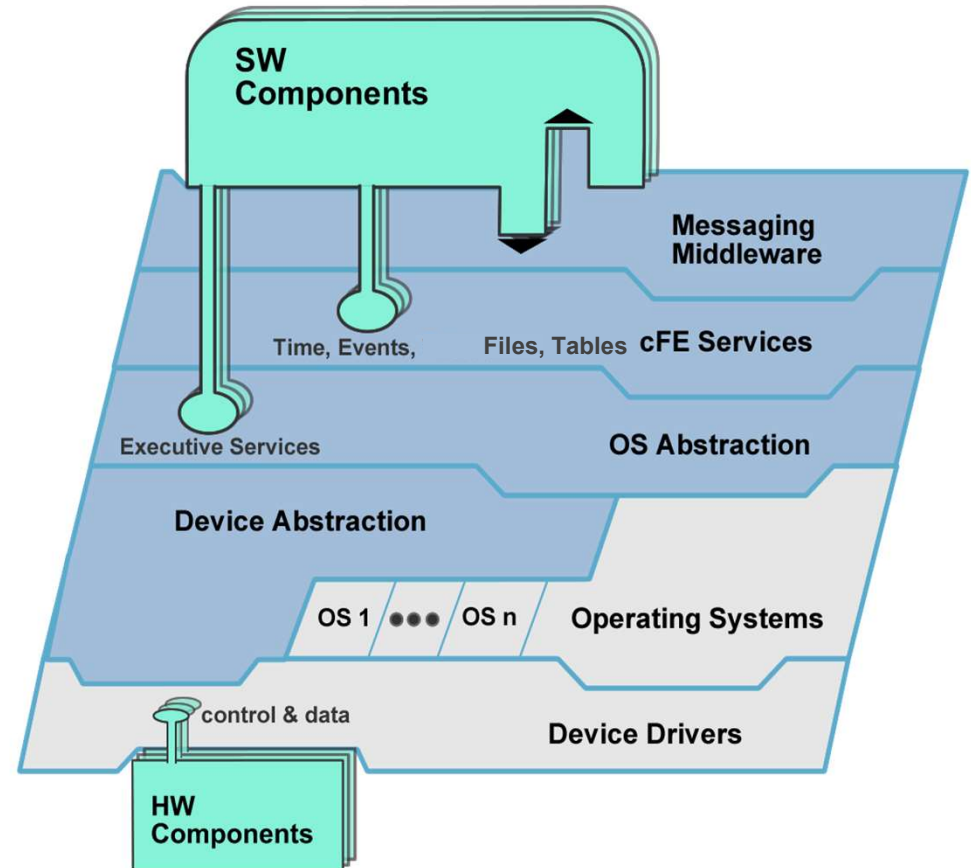 SW
Components
Messaging
Middleware
Time, Events,
Files, Tables
cFE Services
Executive Services
OS Abstraction
Device Abstraction
OS 1
OS n
Operating Systems
control & data
Device Drivers
HW
Components